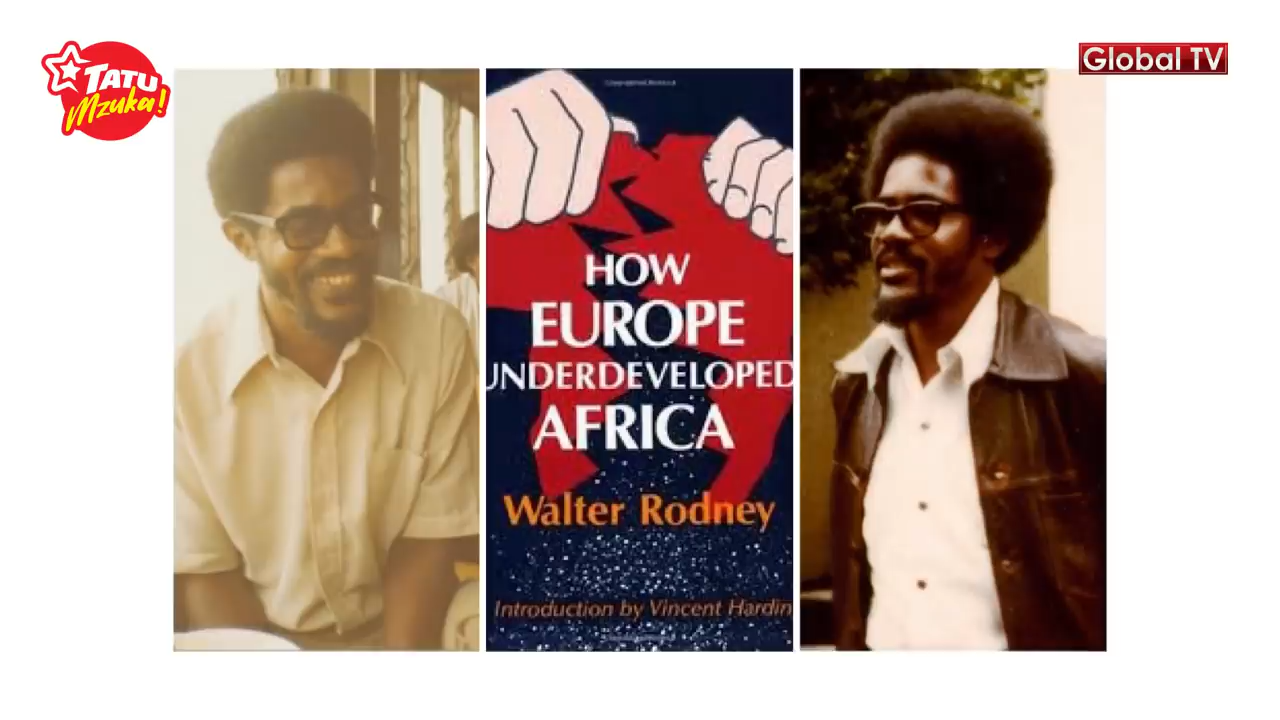 TATU
Mzuka!
Global TV
HOW
EUROPE
UNDERDEVELOPED
AFRICA
Walter Rodney
Introduction by Vincent Hardin